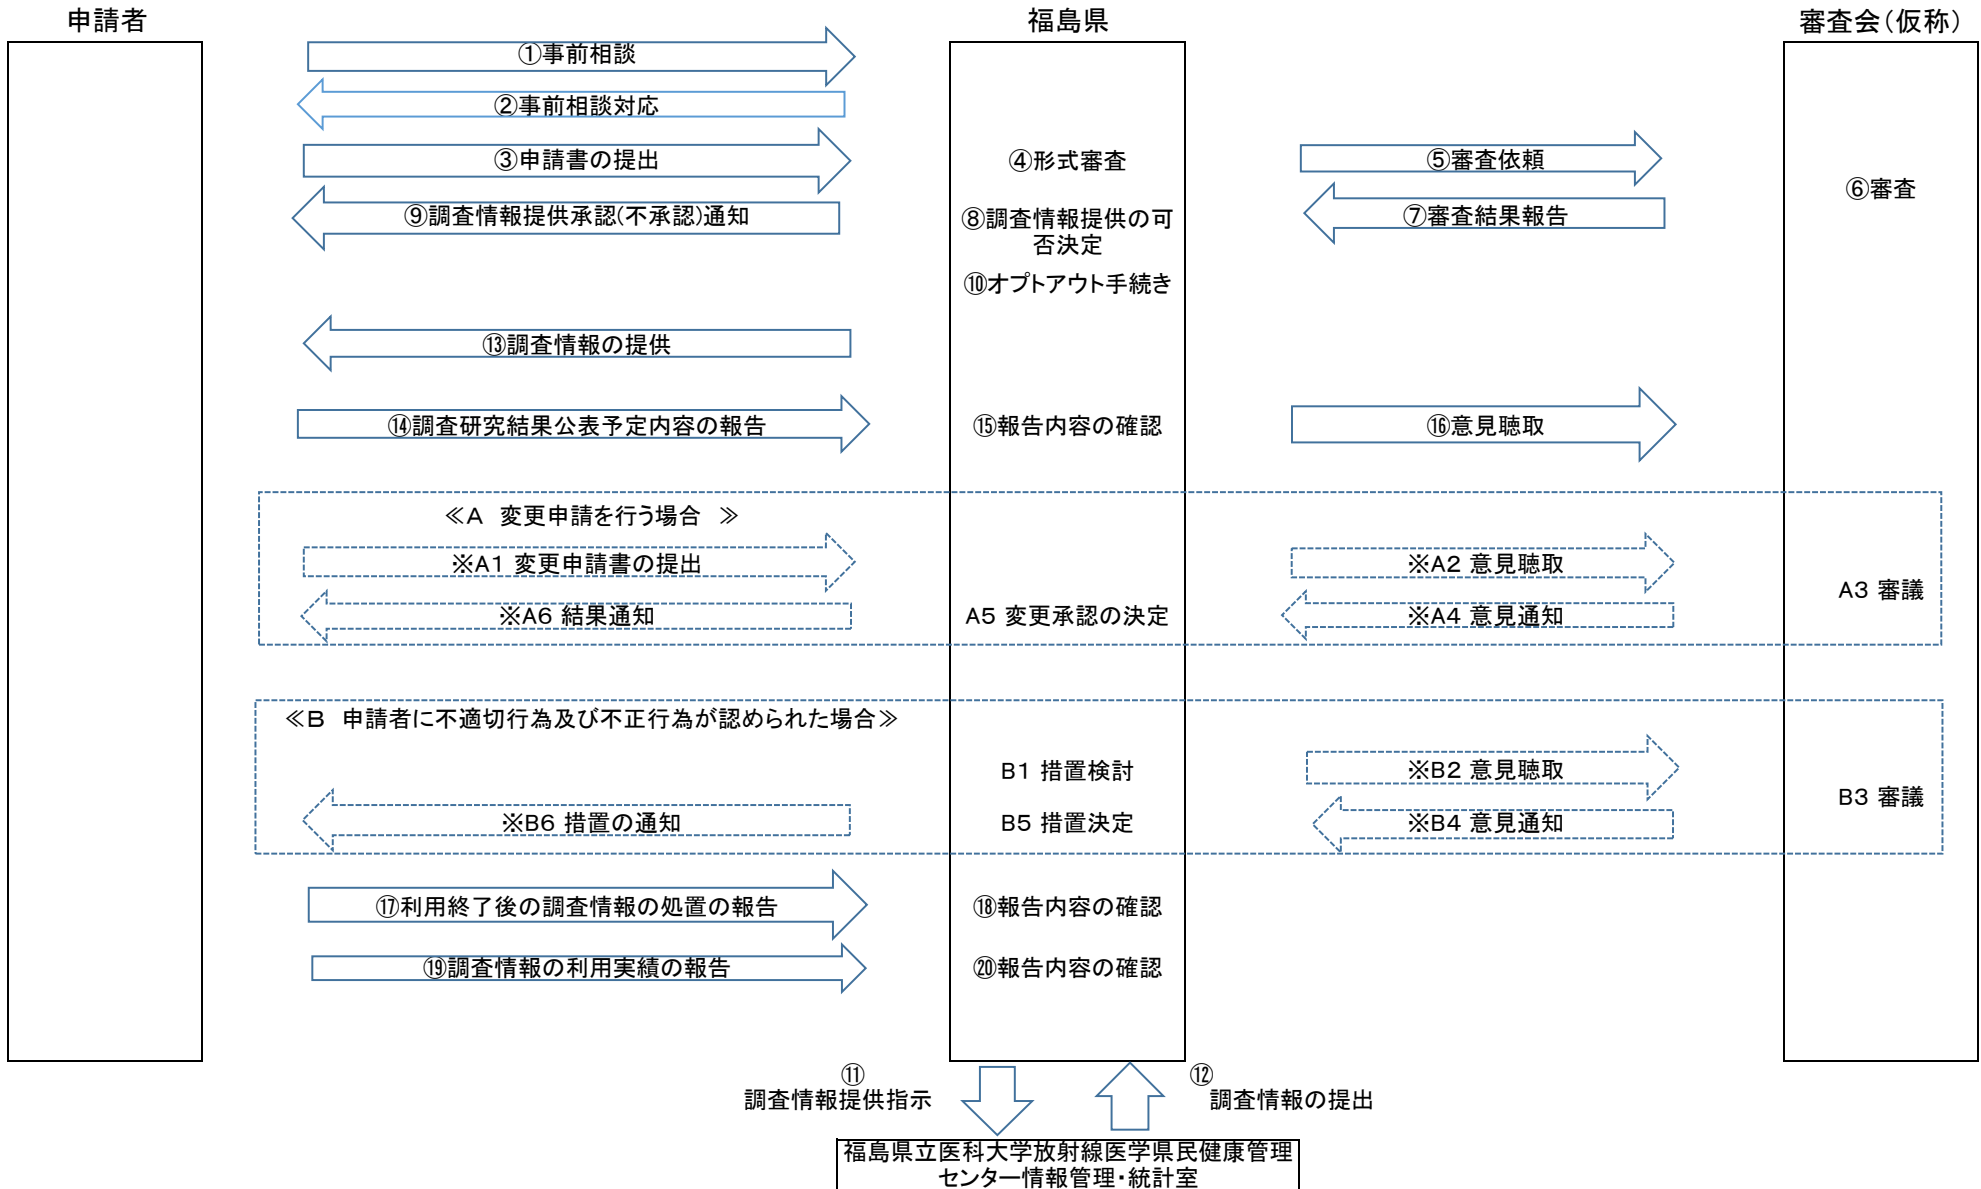 申請者
福島県
審査会(仮称)
①事前相談
②事前相談対応
③申請書の提出
④形式審査
⑤審査依頼
⑥審査
⑨調査情報提供承認(不承認)通知
⑧調査情報提供の可
否決定
⑦審査結果報告
⑩オプトアウト手続き
⑬調査情報の提供
⑭調査研究結果公表予定内容の報告
⑮報告内容の確認
⑯意見聴取
≪A 変更申請を行う場合 ≫
※A1 変更申請書の提出
※A2 意見聴取
A3 審議
※A6 結果通知
A5 変更承認の決定
※A4 意見通知
≪B 申請者に不適切行為及び不正行為が認められた場合≫
B1 措置検討
※B2 意見聴取
B3 審議
※B6 措置の通知
B5 措置決定
※B4 意見通知
⑰利用終了後の調査情報の処置の報告
⑱報告内容の確認
⑲調査情報の利用実績の報告
⑳報告内容の確認
⑪
調査情報提供指示
⑫
調査情報の提出
福島県立医科大学放射線医学県民健康管理
センター情報管理・統計室